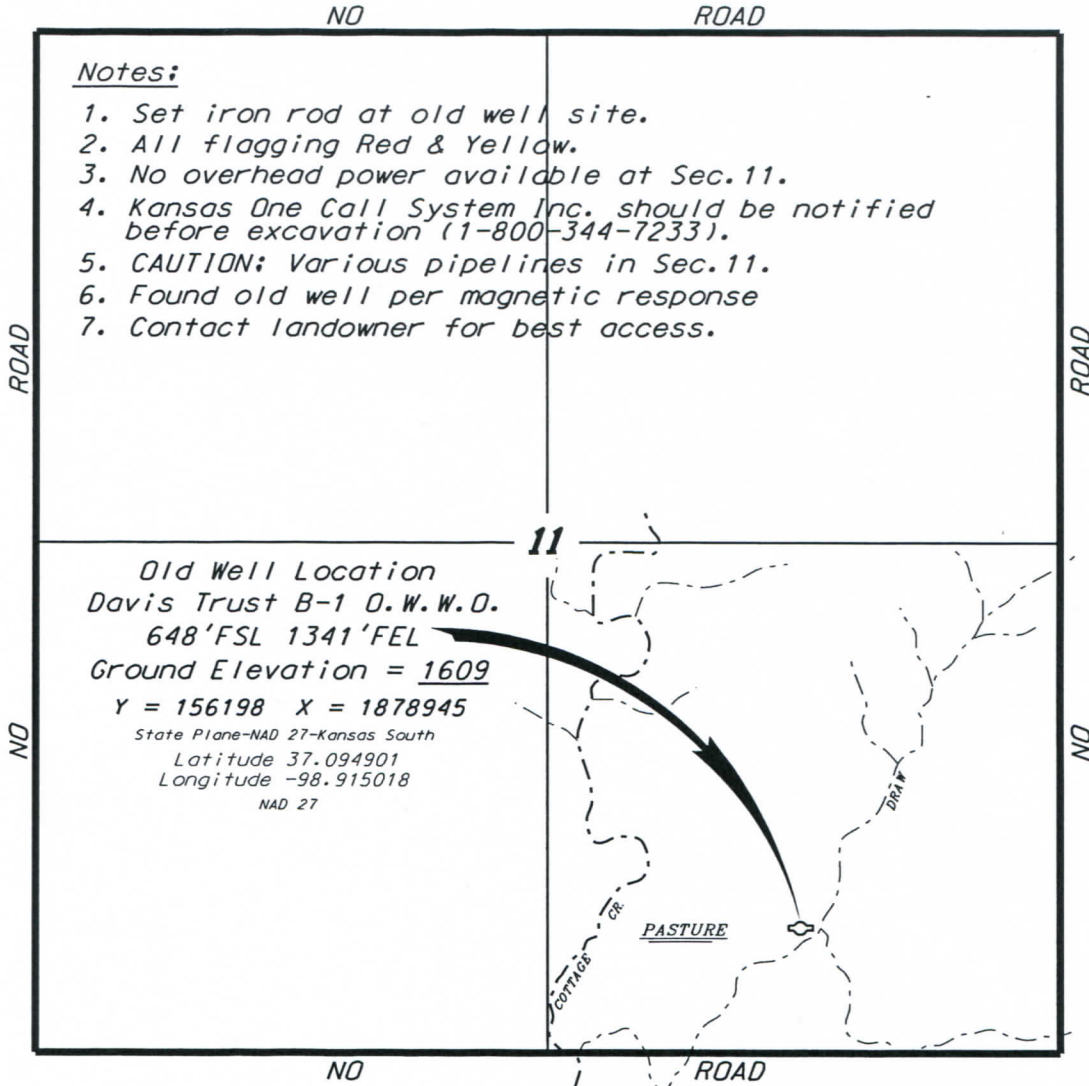 NO ROAD
Notes:
1. Set iron rod at old well site.
2. All flagging Red & Yellow.
3. No overhead power available at Sec.11.
4. Kansas One Call System Inc. should be notified
before excavation (1-800-344-7233).
5. CAUTION: Various pipelines in Sec.11.
6. Found old well per magnetic response
7. Contact landowner for best access.
NO ROAD
NO ROAD
11
Old Well Location
Davis Trust B-1 O.W.W.O.
648'FSL 1341'FEL
Ground Elevation = 1609
Y = 156198 X = 1878945
State Plane-NAD 27-Kansas South
Latitude 37.094901
Longitude -98.915018
NAD 27
DRAW
PASTURE
COTTAGE CR.
NO ROAD